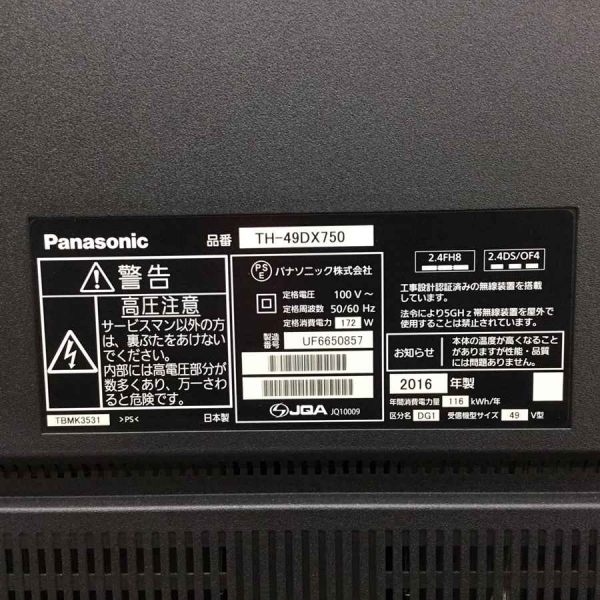 Panasonic
品番 TH-49DX750
警告
高圧注意
サービスマン以外の方
は、裏ぶたをあけない
でください。
内部には高電圧部分が
数多くあり、万一さわ
ると危険です。
TBMK3531 >PS< 日本製
PSE パナソニック株式会社
定格電圧 100 V～
定格周波数 50/60 Hz
定格消費電力 172 W
製造番号 UF6650857
JQA JQ10009
2.4FH8 2.4DS/OF4
工事設計認証済みの無線装置を搭載
しています。
法令により5GHz帯無線装置を屋外で
使用することは禁止されています。
お知らせ
本体の温度が高くなること
がありますが性能・品質
には問題ありません。
2016 年製
年間消費電力量 116 kWh/年
区分名 DG1 受信機型サイズ 49 V型